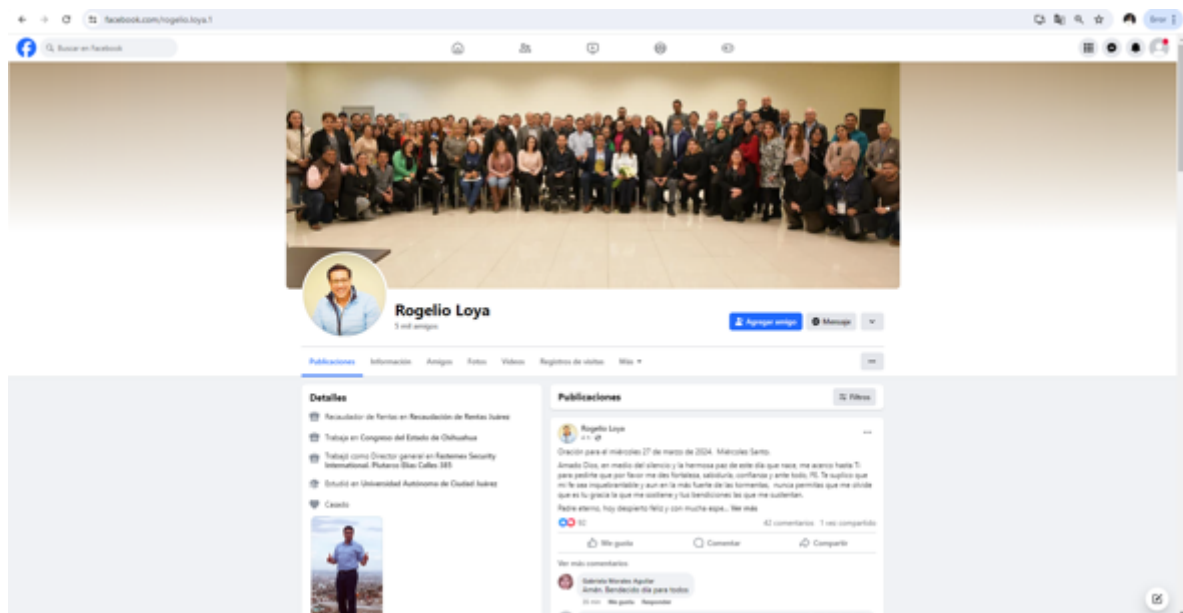 facebook.com/rogelio.loya.1
Error
Buscar en Facebook
Rogelio Loya
5 mil amigos
Agregar amigo
Mensaje
Publicaciones
Información
Amigos
Fotos
Videos
Registros de visitas
Más
Detalles
Recaudador de Rentas en Recaudación de Rentas Juárez
Trabaja en Congreso del Estado de Chihuahua
Trabajó como Director general en Fasteners Security
International. Plutarco Elías Calles 385
Estudió en Universidad Autónoma de Ciudad Juárez
Casado
Publicaciones
Filtros
Rogelio Loya
4 h
Oración para el miércoles 27 de marzo de 2024. Miércoles Santo.
Amado Dios, en medio del silencio y la hermosa paz de este día que nace, me acerco hasta Ti
para pedirte que por favor me des fortaleza, sabiduría, confianza y ante todo, FE. Te suplico que
mi fe sea inquebrantable y aun en la más fuerte de las tormentas, nunca permitas que me olvide
que es tu gracia la que me sostiene y tus bendiciones las que me sustentan.
Padre eterno, hoy despierto feliz y con mucha espe... Ver más
92
42 comentarios 1 vez compartido
Me gusta
Comentar
Compartir
Ver más comentarios
Gabriela Morales Aguilar
Amén. Bendecido día para todos
Me gusta Responder